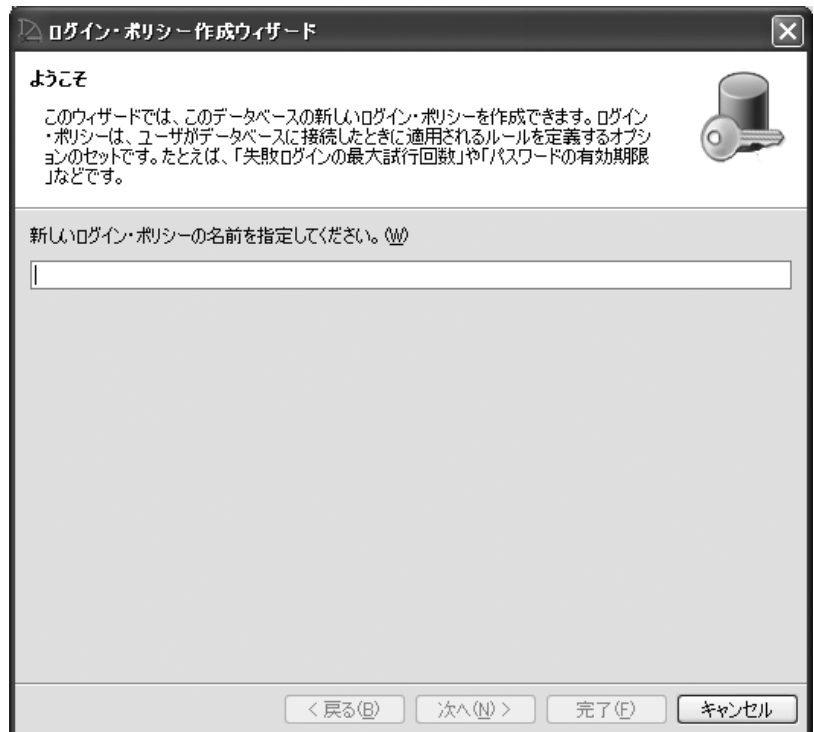 ログイン・ポリシー作成ウィザード
ようこそ
このウィザードでは、このデータベースの新しいログイン・ポリシーを作成できます。ログイン
・ポリシーは、ユーザがデータベースに接続したときに適用されるルールを定義するオプシ
ョンのセットです。たとえば、「失敗ログインの最大試行回数」や「パスワードの有効期限
」などです。
新しいログイン・ポリシーの名前を指定してください。(W)
< 戻る(B)
次へ(N) >
完了(F)
キャンセル